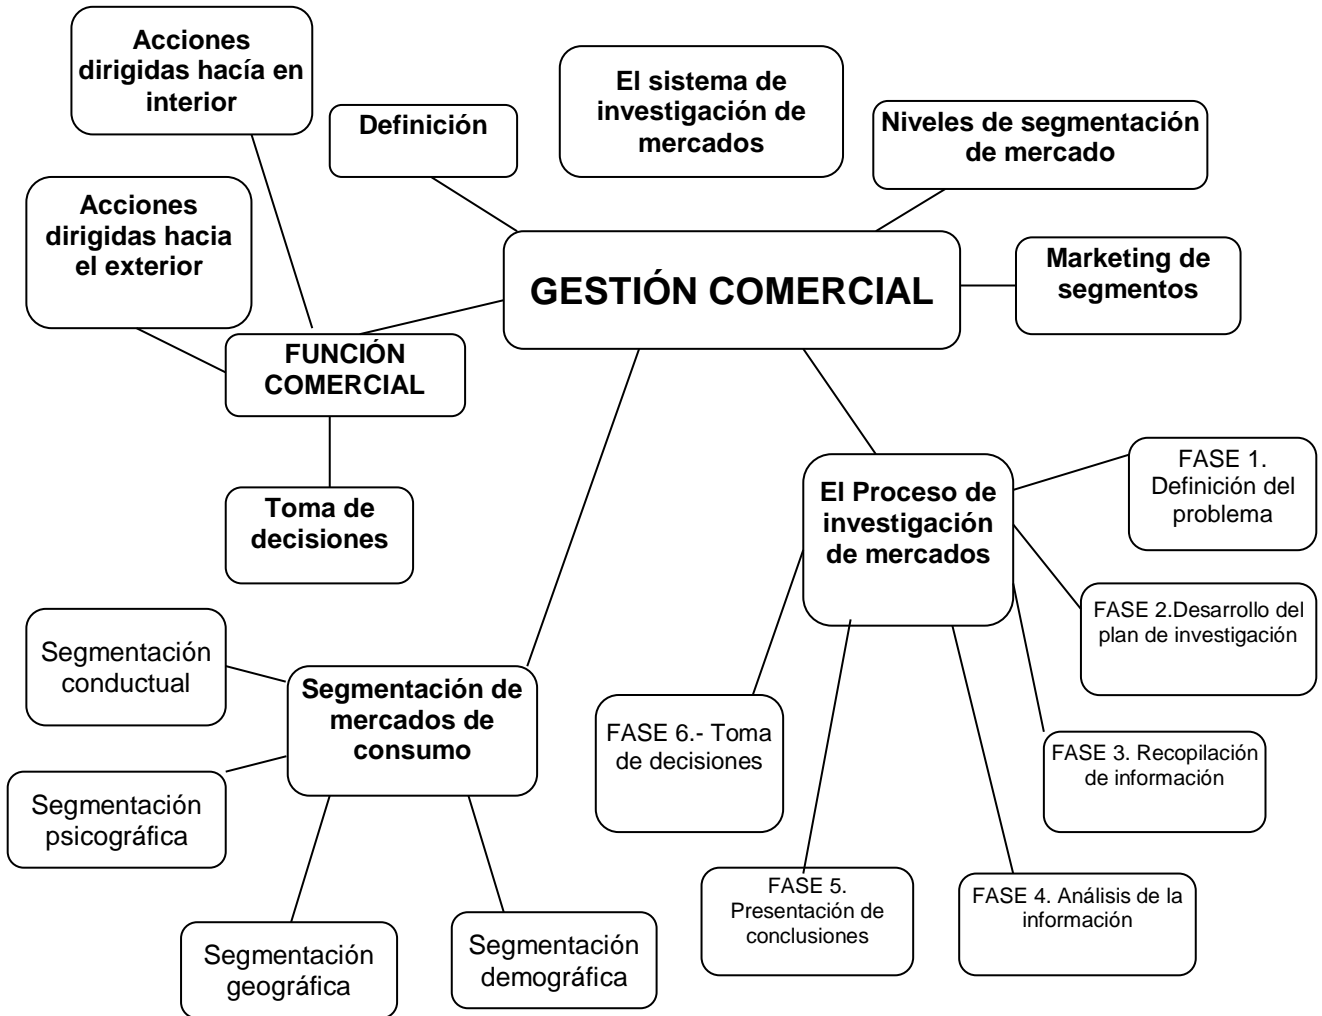 Acciones
dirigidas hacía en
interior
Definición
El sistema de
investigación de
mercados
Niveles de segmentación
de mercado
Acciones
dirigidas hacia
el exterior
GESTIÓN COMERCIAL
Marketing de
segmentos
FUNCIÓN
COMERCIAL
Toma de
decisiones
El Proceso de
investigación
de mercados
FASE 1.
Definición del
problema
FASE 2.Desarrollo del
plan de investigación
Segmentación
conductual
Segmentación de
mercados de
consumo
FASE 6.- Toma
de decisiones
FASE 3. Recopilación
de información
Segmentación
psicográfica
FASE 5.
Presentación de
conclusiones
FASE 4. Análisis de la
información
Segmentación
geográfica
Segmentación
demográfica